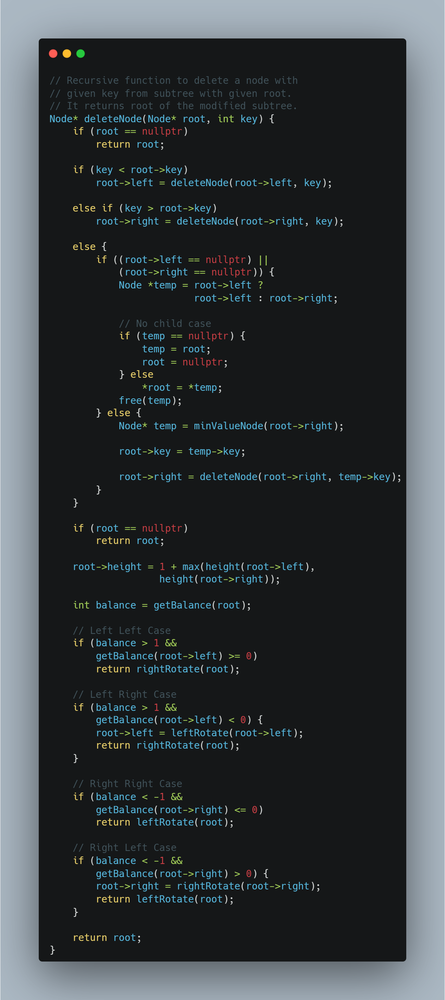 // Recursive function to delete a node with
// given key from subtree with given root.
// It returns root of the modified subtree.
Node* deleteNode(Node* root, int key) {
    if (root == nullptr)
        return root;

    if (key < root->key)
        root->left = deleteNode(root->left, key);

    else if (key > root->key)
        root->right = deleteNode(root->right, key);

    else {
        if ((root->left == nullptr) ||
            (root->right == nullptr)) {
            Node *temp = root->left ?
                         root->left : root->right;

            // No child case
            if (temp == nullptr) {
                temp = root;
                root = nullptr;
            } else
                *root = *temp;
            free(temp);
        } else {
            Node* temp = minValueNode(root->right);

            root->key = temp->key;

            root->right = deleteNode(root->right, temp->key);
        }
    }

    if (root == nullptr)
        return root;

    root->height = 1 + max(height(root->left),
                   height(root->right));

    int balance = getBalance(root);

    // Left Left Case
    if (balance > 1 &&
        getBalance(root->left) >= 0)
        return rightRotate(root);

    // Left Right Case
    if (balance > 1 &&
        getBalance(root->left) < 0) {
        root->left = leftRotate(root->left);
        return rightRotate(root);
    }

    // Right Right Case
    if (balance < -1 &&
        getBalance(root->right) <= 0)
        return leftRotate(root);

    // Right Left Case
    if (balance < -1 &&
        getBalance(root->right) > 0) {
        root->right = rightRotate(root->right);
        return leftRotate(root);
    }

    return root;
}